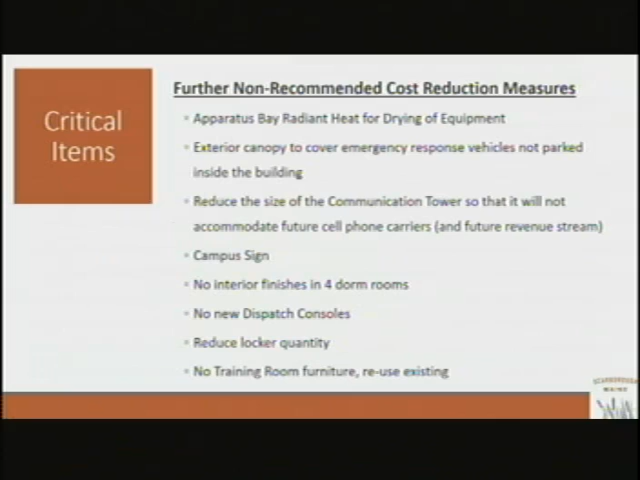 Critical
Items
Further Non-Recommended Cost Reduction Measures
Apparatus Bay Radiant Heat for Drying of Equipment
Exterior canopy to cover emergency response vehicles not parked
inside the building
Reduce the size of the Communication Tower so that it will not
accommodate future cell phone carriers (and future revenue stream)
Campus Sign
No interior finishes in 4 dorm rooms
No new Dispatch Consoles
Reduce locker quantity
No Training Room furniture, re-use existing
SCARBOROUGH
MAINE